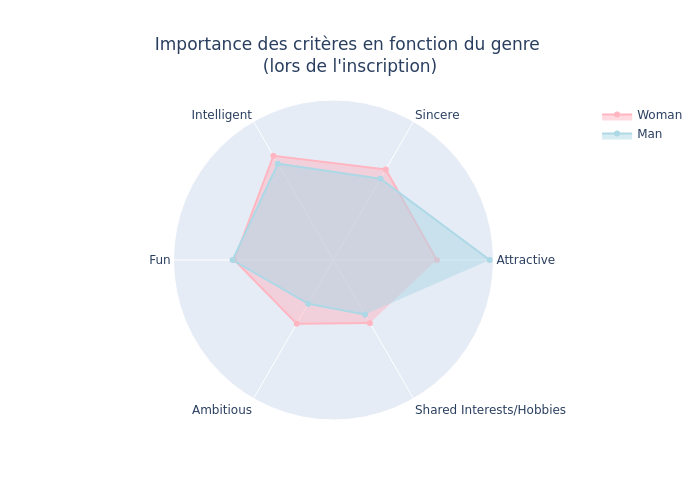 Importance des critères en fonction du genre
(lors de l'inscription)
Intelligent
Sincere
Woman
Man
Fun
Attractive
Ambitious
Shared Interests/Hobbies